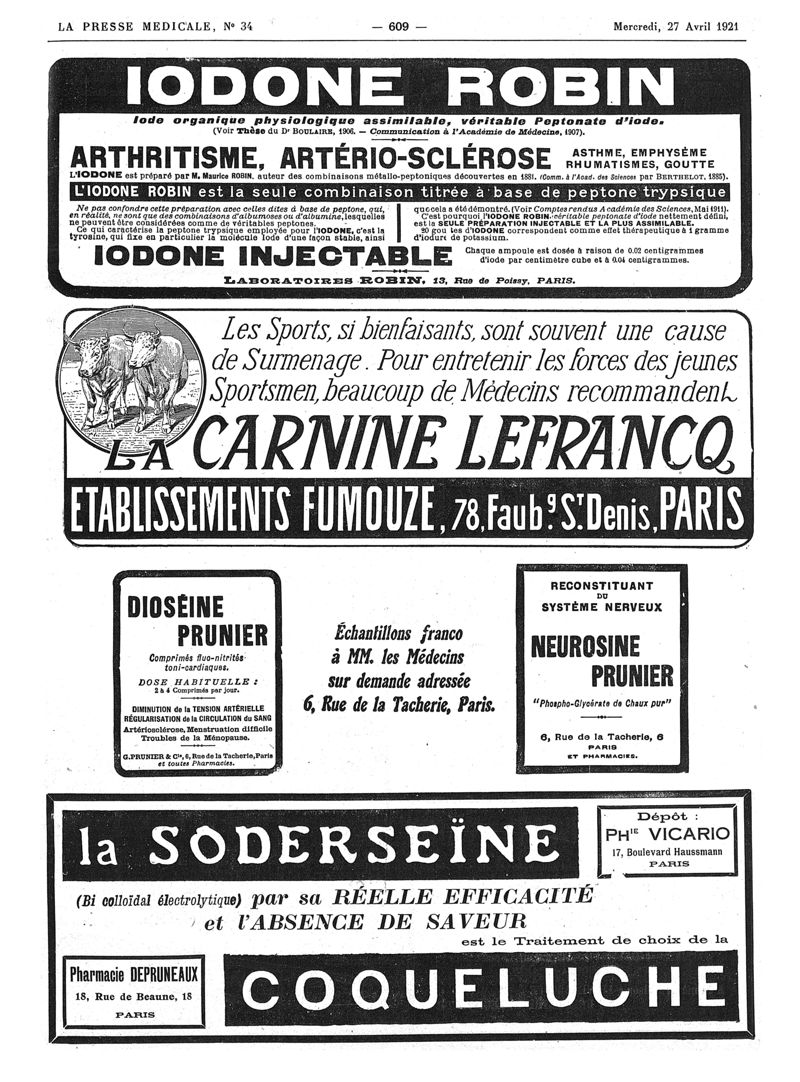 LA PRESSE MEDICALE, N° 34
— 609 —
Mercredi, 27 Avril 1921
IODONE ROBIN
Iode organique physiologique assimilable, véritable Peptonate d'iode.
(Voir Thèse du Dr BOULAIRE, 1906. — Communication à l'Académie de Médecine, 1907).
ARTHRITISME, ARTÉRIO-SCLÉROSE
ASTHME, EMPHYSÈME
RHUMATISMES, GOUTTE
L'IODONE est préparé par M. Maurice ROBIN, auteur des combinaisons métallo-peptoniques découvertes en 1881. (Comm. à l'Acad. des Sciences par BERTHELOT, 1885).
L'IODONE ROBIN est la seule combinaison titrée à base de peptone trypsique
Ne pas confondre cette préparation avec celles dites à base de peptone, qui,
en réalité, ne sont que des combinaisons d'albumoses ou d'albumine, lesquelles
ne peuvent être considérées comme de véritables peptones.
Ce qui caractérise la peptone trypsique employée pour l'IODONE, c'est la
tyrosine, qui fixe en particulier la molécule Iode d'une façon stable, ainsi
que cela a été démontré. (Voir Comptes rendus Académie des Sciences, Mai 1911).
C'est pourquoi l'IODONE ROBIN, véritable peptonate d'iode nettement défini,
est la SEULE PRÉPARATION INJECTABLE ET LA PLUS ASSIMILABLE.
20 gouttes d'IODONE correspondent comme effet thérapeutique à 1 gramme
d'iodure de potassium.
IODONE INJECTABLE
Chaque ampoule est dosée à raison de 0.02 centigrammes
d'iode par centimètre cube et à 0.04 centigrammes.
LABORATOIRES ROBIN, 13, Rue de Poissy, PARIS.
Les Sports, si bienfaisants, sont souvent une cause
de Surmenage. Pour entretenir les forces des jeunes
Sportsmen, beaucoup de Médecins recommandent
LA CARNINE LEFRANCQ
ETABLISSEMENTS FUMOUZE, 78, Faubg St Denis, PARIS
DIOSÉINE
PRUNIER
Comprimés fluo-nitrités
toni-cardiaques.
DOSE HABITUELLE :
2 à 4 Comprimés par jour.
DIMINUTION de la TENSION ARTÉRIELLE
RÉGULARISATION de la CIRCULATION du SANG
Artériosclérose, Menstruation difficile
Troubles de la Ménopause.
G. PRUNIER & Cie, 6, Rue de la Tacherie, Paris
et toutes Pharmacies.
Échantillons franco
à MM. les Médecins
sur demande adressée
6, Rue de la Tacherie, Paris.
RECONSTITUANT
DU
SYSTÈME NERVEUX
NEUROSINE
PRUNIER
"Phospho-Glycérate de Chaux pur"
6, Rue de la Tacherie, 6
PARIS
ET PHARMACIES.
la SODERSEÏNE
Dépôt :
PHIE VICARIO
17, Boulevard Haussmann
PARIS
(Bi colloïdal électrolytique) par sa RÉELLE EFFICACITÉ
et l'ABSENCE DE SAVEUR
est le Traitement de choix de la
Pharmacie DEPRUNEAUX
18, Rue de Beaune, 18
PARIS
COQUELUCHE